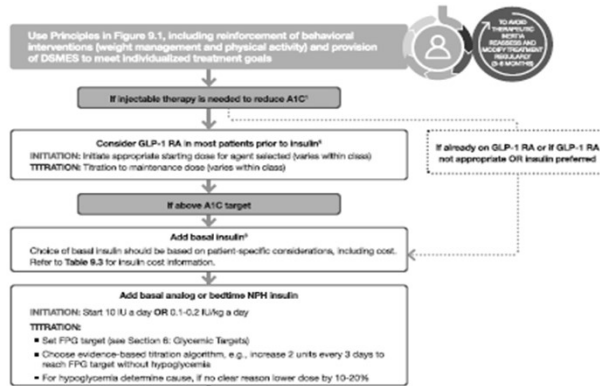 Use Principles in Figure 9.1, including reinforcement of behavioral
interventions (weight management and physical activity) and provision
of DSMES to meet individualized treatment goals
TO AVOID
THERAPEUTIC
INERTIA
REASSESS AND
MODIFY TREATMENT
REGULARLY
(3-6 MONTHS)
If injectable therapy is needed to reduce A1C¹
Consider GLP-1 RA in most patients prior to insulin²
INITIATION: Initiate appropriate starting dose for agent selected (varies within class)
TITRATION: Titration to maintenance dose (varies within class)
If already on GLP-1 RA or if GLP-1 RA
not appropriate OR insulin preferred
If above A1C target
Add basal insulin³
Choice of basal insulin should be based on patient-specific considerations, including cost.
Refer to Table 9.3 for insulin cost information.
Add basal analog or bedtime NPH insulin
INITIATION: Start 10 IU a day OR 0.1-0.2 IU/kg a day
TITRATION:
▪ Set FPG target (see Section 6: Glycemic Targets)
▪ Choose evidence-based titration algorithm, e.g., increase 2 units every 3 days to
reach FPG target without hypoglycemia
▪ For hypoglycemia determine cause, if no clear reason lower dose by 10-20%